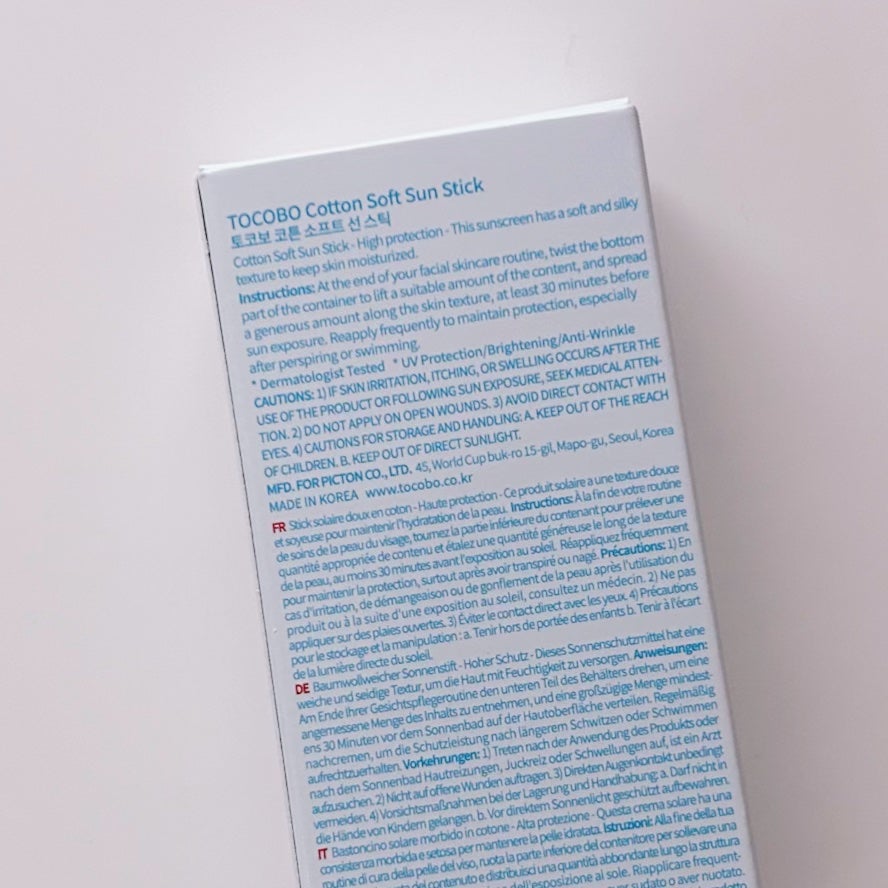 TOCOBO Cotton Soft Sun Stick
토코보 코튼 소프트 선 스틱
Cotton Soft Sun Stick - High protection - This sunscreen has a soft and silky
texture to keep skin moisturized.
Instructions: At the end of your facial skincare routine, twist the bottom
part of the container to lift a suitable amount of the content, and spread
a generous amount along the skin texture, at least 30 minutes before
sun exposure. Reapply frequently to maintain protection, especially
after perspiring or swimming.
* Dermatologist Tested * UV Protection/Brightening/Anti-Wrinkle
CAUTIONS: 1) IF SKIN IRRITATION, ITCHING, OR SWELLING OCCURS AFTER THE
USE OF THE PRODUCT OR FOLLOWING SUN EXPOSURE, SEEK MEDICAL ATTEN-
TION. 2) DO NOT APPLY ON OPEN WOUNDS. 3) AVOID DIRECT CONTACT WITH
EYES. 4) CAUTIONS FOR STORAGE AND HANDLING: A. KEEP OUT OF THE REACH
OF CHILDREN. B. KEEP OUT OF DIRECT SUNLIGHT.
MFD. FOR PICTON CO., LTD. 45, World Cup buk-ro 15-gil, Mapo-gu, Seoul, Korea
MADE IN KOREA www.tocobo.co.kr
FR Stick solaire doux en coton - Haute protection - Ce produit solaire a une texture douce
et soyeuse pour maintenir l'hydratation de la peau. Instructions: À la fin de votre routine
de soins de la peau du visage, tournez la partie inférieure du contenant pour prélever une
quantité appropriée de contenu et étalez une quantité généreuse le long de la texture
de la peau, au moins 30 minutes avant l'exposition au soleil. Réappliquez fréquemment
pour maintenir la protection, surtout après avoir transpiré ou nagé. Précautions: 1) En
cas d'irritation, de démangeaison ou de gonflement de la peau après l'utilisation du
produit ou à la suite d'une exposition au soleil, consultez un médecin. 2) Ne pas
appliquer sur des plaies ouvertes. 3) Éviter le contact direct avec les yeux. 4) Précautions
pour le stockage et la manipulation : a. Tenir hors de portée des enfants b. Tenir à l'écart
de la lumière directe du soleil.
DE Baumwollweicher Sonnenstift - Hoher Schutz - Dieses Sonnenschutzmittel hat eine
weiche und seidige Textur, um die Haut mit Feuchtigkeit zu versorgen. Anweisungen:
Am Ende Ihrer Gesichtspflegeroutine den unteren Teil des Behälters drehen, um eine
angemessene Menge des Inhalts zu entnehmen, und eine großzügige Menge mindest-
ens 30 Minuten vor dem Sonnenbad auf der Hautoberfläche verteilen. Regelmäßig
nachcremen, um die Schutzleistung nach längerem Schwitzen oder Schwimmen
aufrechtzuerhalten. Vorkehrungen: 1) Treten nach der Anwendung des Produkts oder
nach dem Sonnenbad Hautreizungen, Juckreiz oder Schwellungen auf, ist ein Arzt
aufzusuchen. 2) Nicht auf offene Wunden auftragen. 3) Direkten Augenkontakt unbedingt
vermeiden. 4) Vorsichtsmaßnahmen bei der Lagerung und Handhabung: a. Darf nicht in
die Hände von Kindern gelangen. b. Vor direktem Sonnenlicht geschützt aufbewahren.
IT Bastoncino solare morbido in cotone - Alta protezione - Questa crema solare ha una
consistenza morbida e setosa per mantenere la pelle idratata. Istruzioni: Alla fine della tua
routine di cura della pelle del viso, ruota la parte inferiore del contenitore per sollevare una
del contenuto e distribuisci una quantità abbondante lungo la struttura
dell'esposizione al sole. Riapplicare frequent-
sudato o aver nuotato.